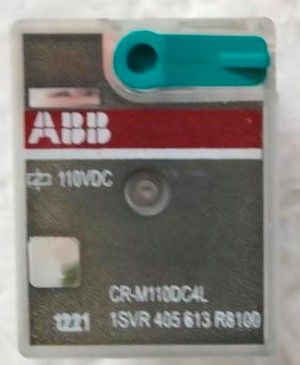 ABB
110VDC
CR-M110DC4L
1221 1SVR 405 613 R8100